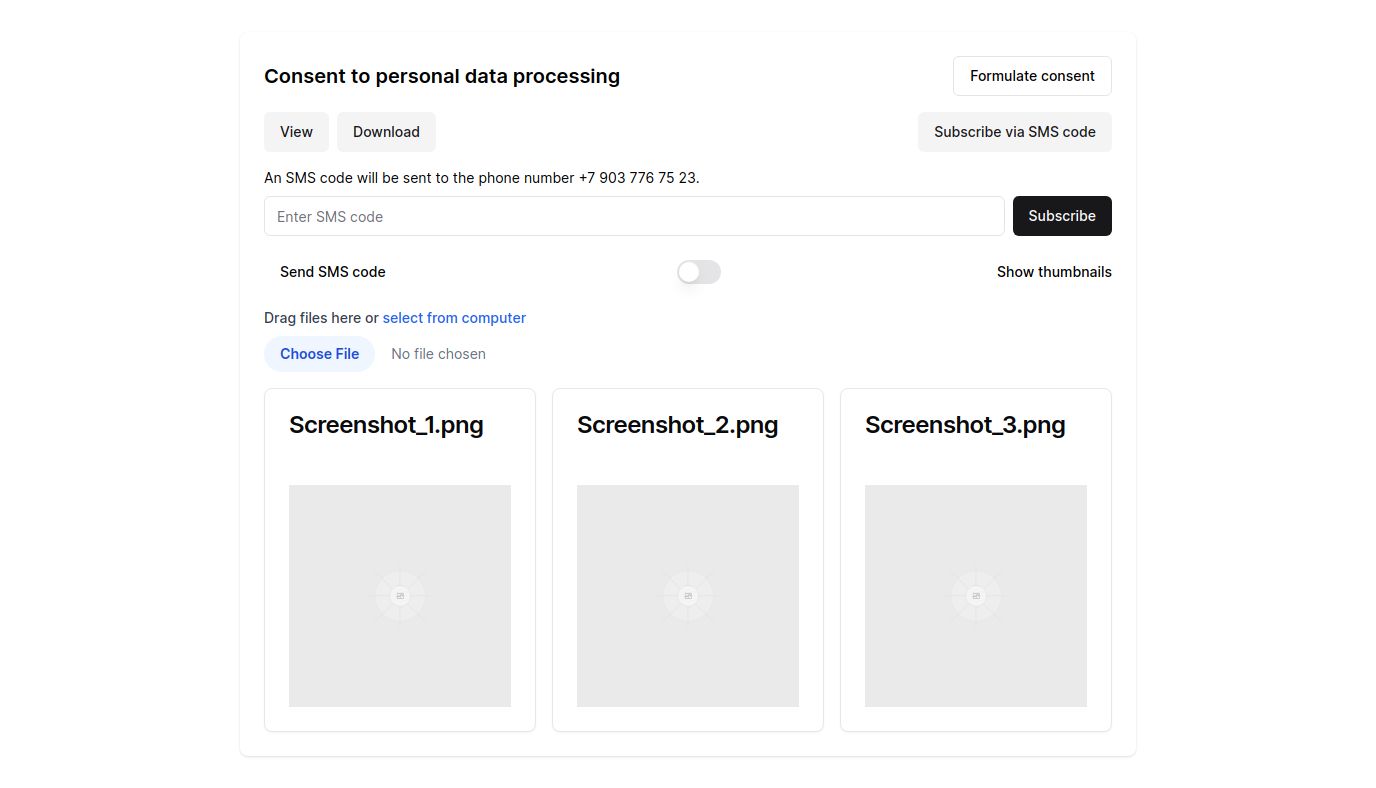 Consent to personal data processing
Formulate consent
View
Download
Subscribe via SMS code
An SMS code will be sent to the phone number +7 903 776 75 23.
Enter SMS code
Subscribe
Send SMS code
Show thumbnails
Drag files here or select from computer
Choose File
No file chosen
Screenshot_1.png
Screenshot_2.png
Screenshot_3.png